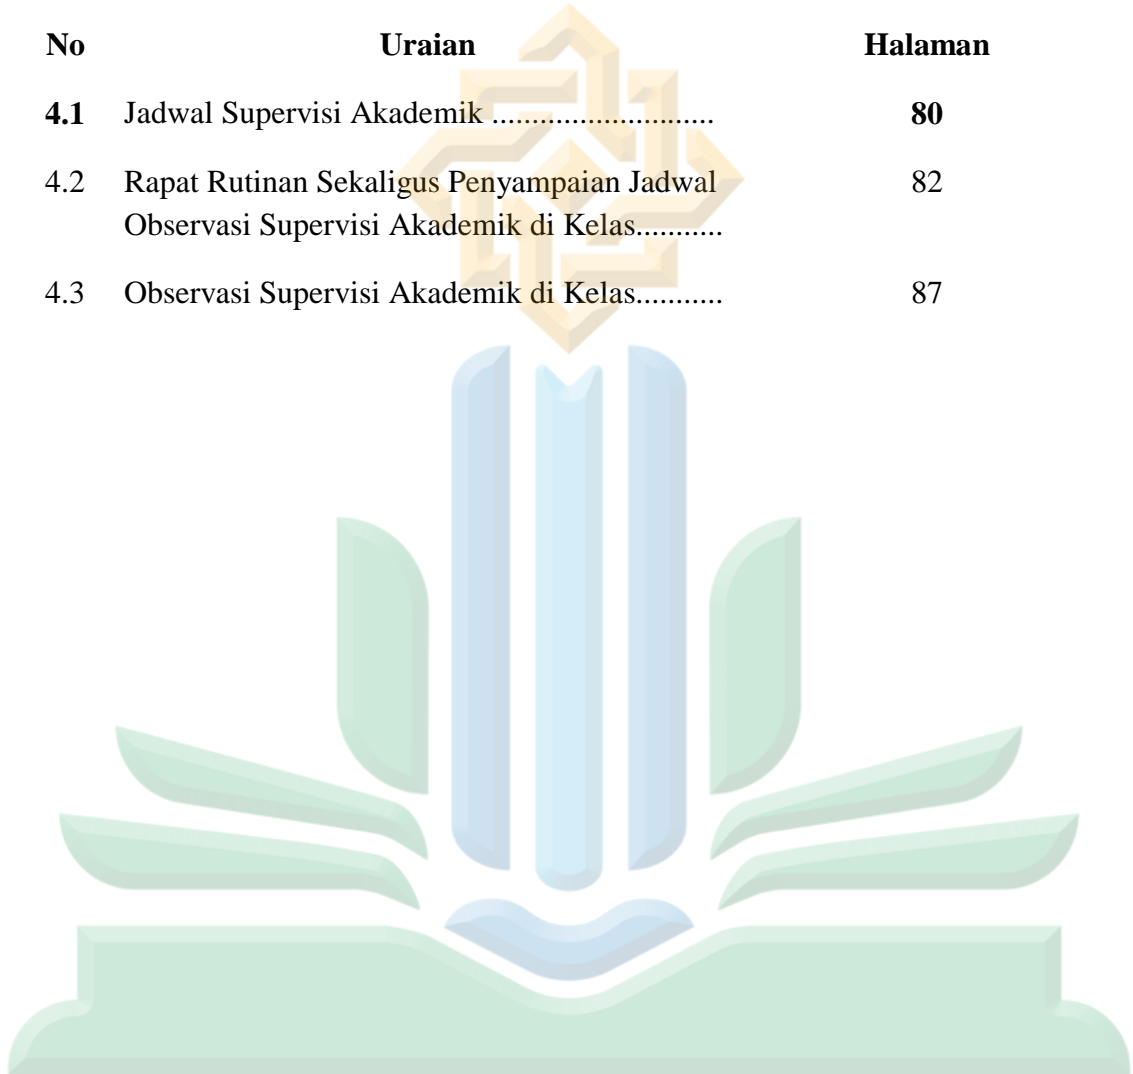 No Uraian Halaman
4.1 Jadwal Supervisi Akademik ............................ 80
4.2 Rapat Rutinan Sekaligus Penyampaian Jadwal 82
Observasi Supervisi Akademik di Kelas...........
4.3 Observasi Supervisi Akademik di Kelas........... 87